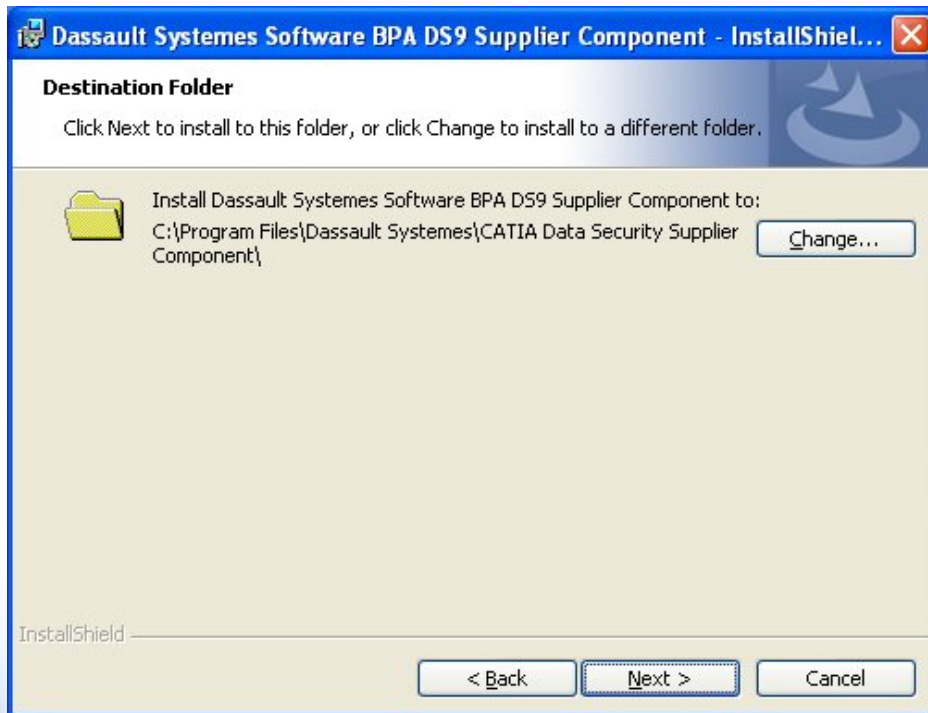 Dassault Systemes Software BPA DS9 Supplier Component - InstallShiel...
Destination Folder
Click Next to install to this folder, or click Change to install to a different folder.
Install Dassault Systemes Software BPA DS9 Supplier Component to:
C:\Program Files\Dassault Systemes\CATIA Data Security Supplier
Component\
Change...
InstallShield
< Back
Next >
Cancel